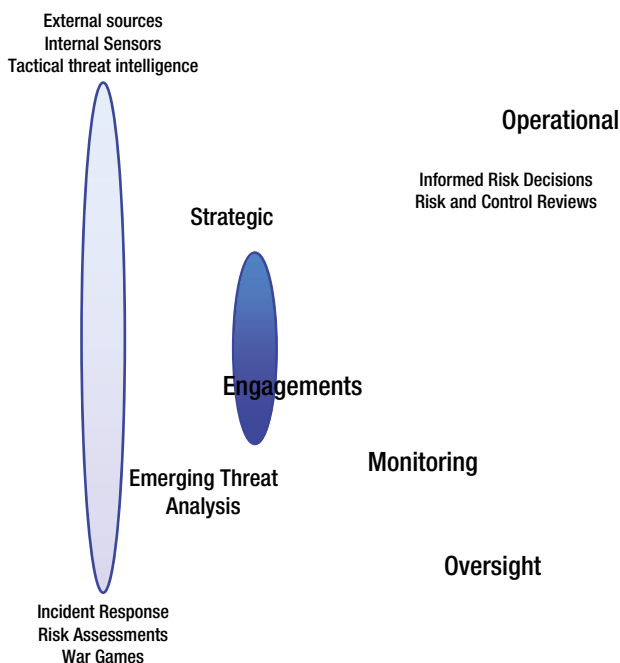 External sources
Internal Sensors
Tactical threat intelligence
Operational
Informed Risk Decisions
Risk and Control Reviews
Strategic
Engagements
Monitoring
Emerging Threat
Analysis
Oversight
Incident Response
Risk Assessments
War Games